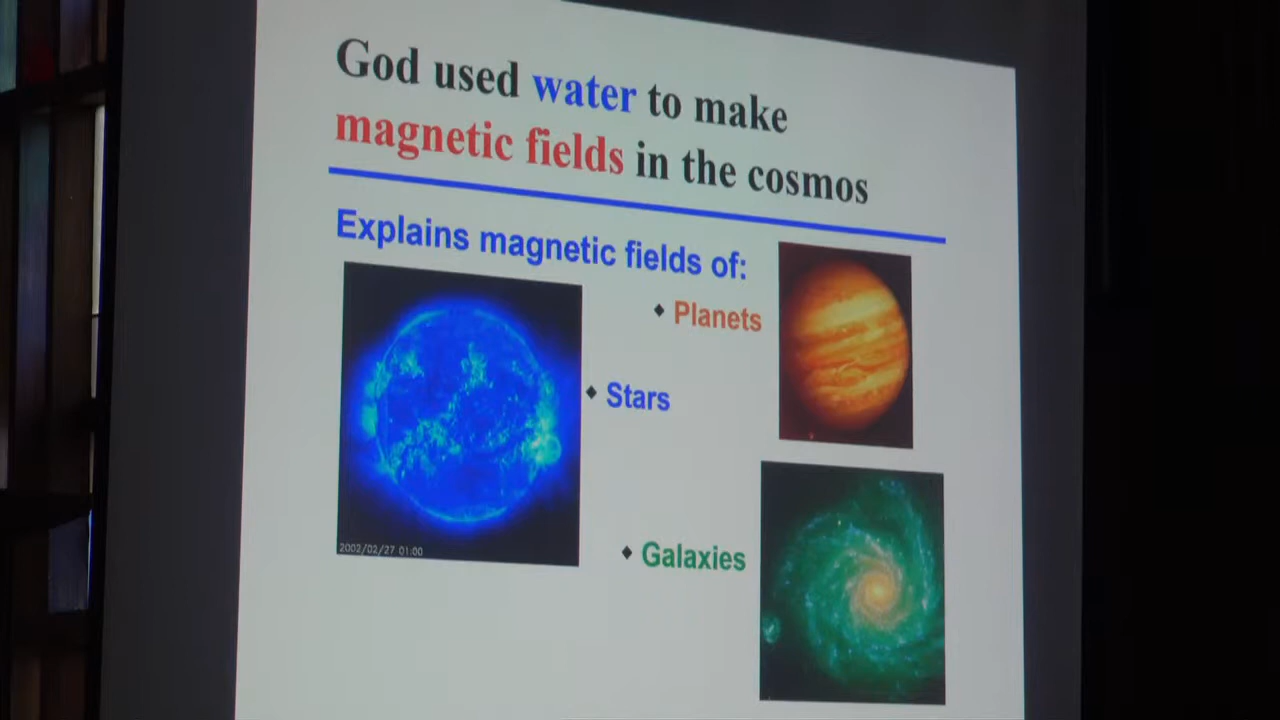 God used water to make
magnetic fields in the cosmos
Explains magnetic fields of:
◆ Planets
◆ Stars
2002/02/27 01:00
◆ Galaxies